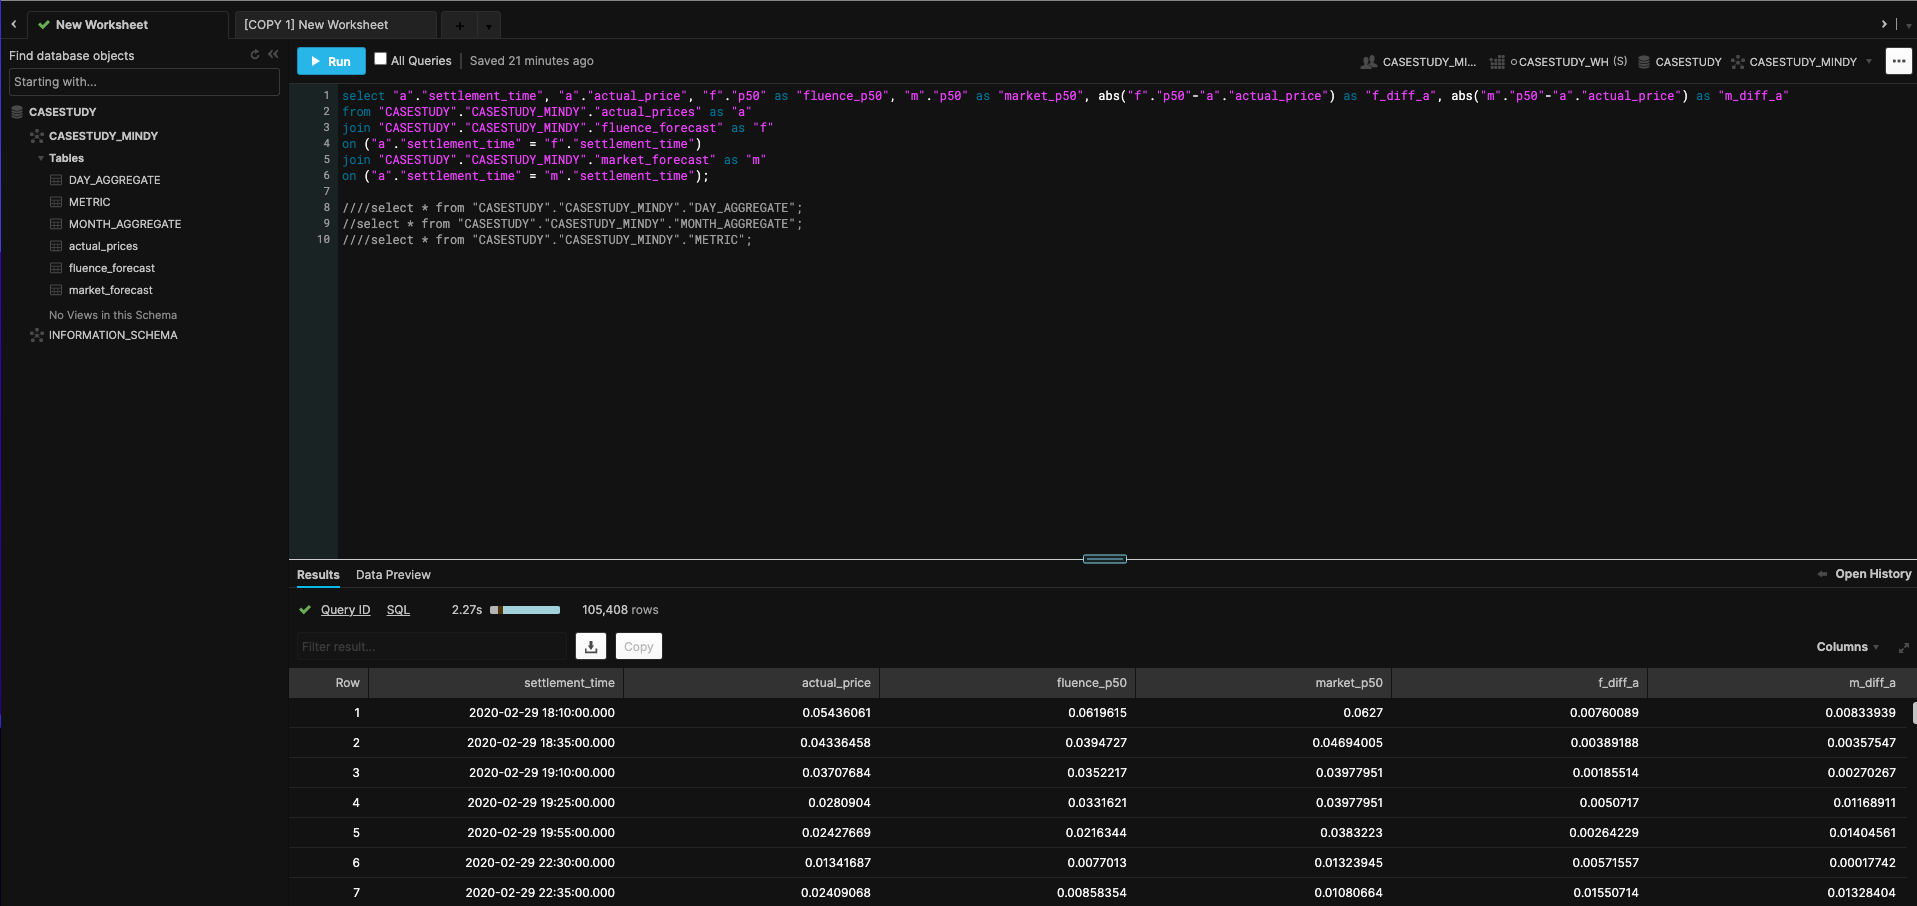 New Worksheet
[COPY 1] New Worksheet
+
Find database objects
Starting with...
CASESTUDY
CASESTUDY_MINDY
Tables
DAY_AGGREGATE
METRIC
MONTH_AGGREGATE
actual_prices
fluence_forecast
market_forecast
No Views in this Schema
INFORMATION_SCHEMA
Run All Queries | Saved 21 minutes ago
CASESTUDY_MI... CASESTUDY_WH (S) CASESTUDY CASESTUDY_MINDY
1 select "a"."settlement_time", "a"."actual_price", "f"."p50" as "fluence_p50", "m"."p50" as "market_p50", abs("f"."p50"-"a"."actual_price") as "f_diff_a", abs("m"."p50"-"a"."actual_price") as "m_diff_a"
2 from "CASESTUDY"."CASESTUDY_MINDY"."actual_prices" as "a"
3 join "CASESTUDY"."CASESTUDY_MINDY"."fluence_forecast" as "f"
4 on ("a"."settlement_time" = "f"."settlement_time")
5 join "CASESTUDY"."CASESTUDY_MINDY"."market_forecast" as "m"
6 on ("a"."settlement_time" = "m"."settlement_time");
7
8 ////select * from "CASESTUDY"."CASESTUDY_MINDY"."DAY_AGGREGATE";
9 //select * from "CASESTUDY"."CASESTUDY_MINDY"."MONTH_AGGREGATE";
10 ////select * from "CASESTUDY"."CASESTUDY_MINDY"."METRIC";
Results Data Preview
Open History
Query ID SQL 2.27s 105,408 rows
Filter result...
Copy
Columns
Row settlement_time actual_price fluence_p50 market_p50 f_diff_a m_diff_a
1 2020-02-29 18:10:00.000 0.05436061 0.0619615 0.0627 0.00760089 0.00833939
2 2020-02-29 18:35:00.000 0.04336458 0.0394727 0.04694005 0.00389188 0.00357547
3 2020-02-29 19:10:00.000 0.03707684 0.0352217 0.03977951 0.00185514 0.00270267
4 2020-02-29 19:25:00.000 0.0280904 0.0331621 0.03977951 0.0050717 0.01168911
5 2020-02-29 19:55:00.000 0.02427669 0.0216344 0.0383223 0.00264229 0.01404561
6 2020-02-29 22:30:00.000 0.01341687 0.0077013 0.01323945 0.00571557 0.00017742
7 2020-02-29 22:35:00.000 0.02409068 0.00858354 0.01080664 0.01550714 0.01328404